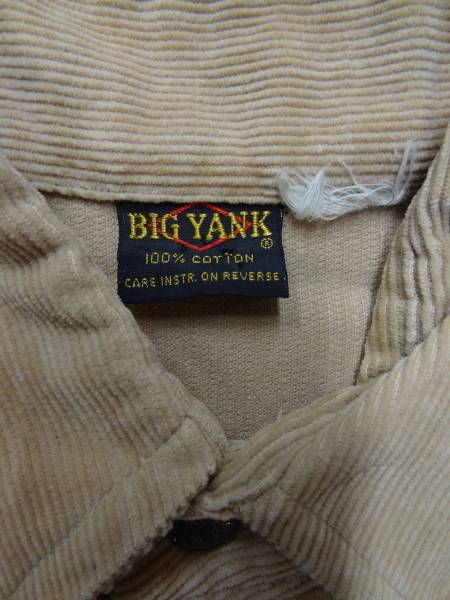 BIG YANK®
100% COTTON
CARE INSTR. ON REVERSE